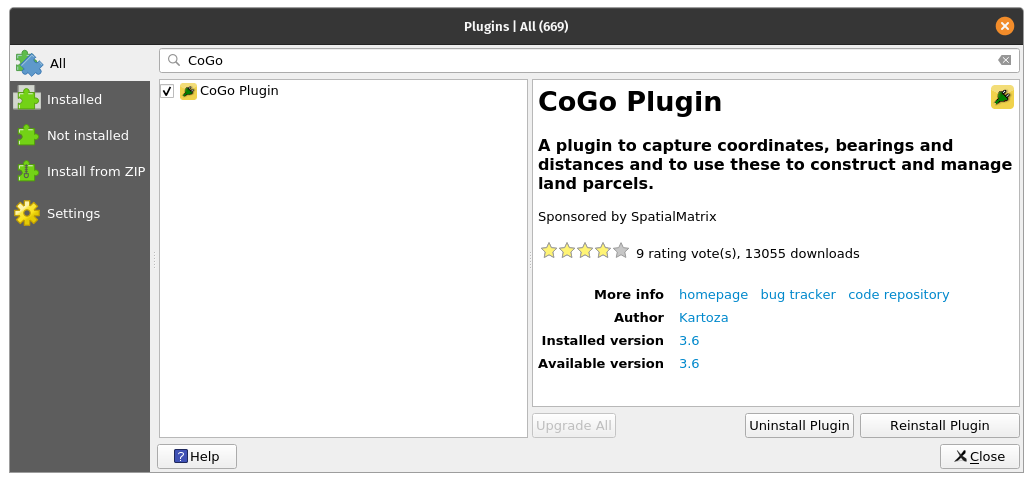 Plugins | All (669)
All
Installed
Not installed
Install from ZIP
Settings
CoGo
CoGo Plugin
CoGo Plugin
A plugin to capture coordinates, bearings and
distances and to use these to construct and manage
land parcels.
Sponsored by SpatialMatrix
9 rating vote(s), 13055 downloads
More info homepage bug tracker code repository
Author Kartoza
Installed version 3.6
Available version 3.6
Upgrade All Uninstall Plugin Reinstall Plugin
? Help Close